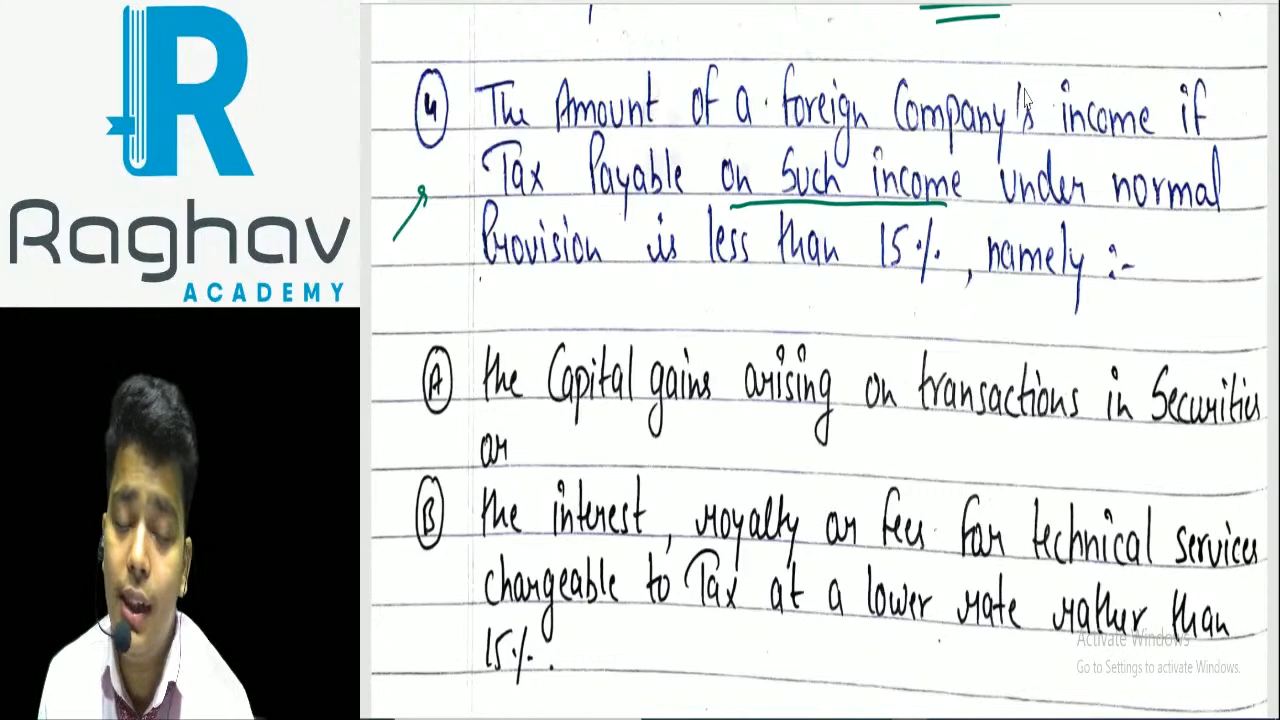 R
Raghav
ACADEMY
4 The Amount of a foreign Company's income if
Tax Payable on Such income under normal
Provision is less than 15%, namely :-
A the Capital gains arising on transactions in Securities
or
B the interest, royalty or fees for technical services
chargeable to Tax at a lower rate rather than
15%.
Activate Windows
Go to Settings to activate Windows.